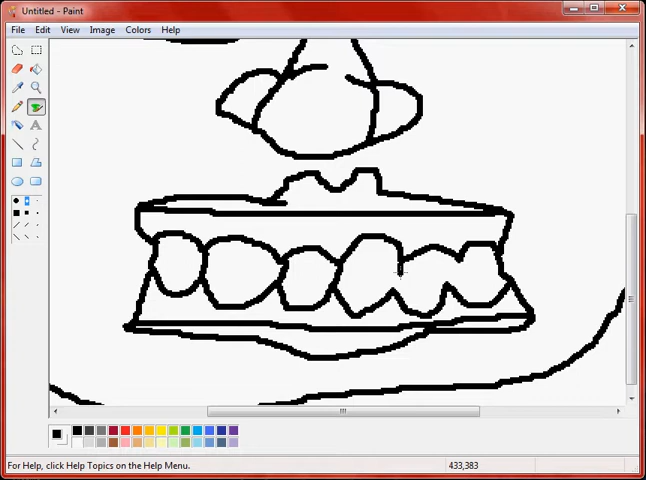 Untitled - Paint
File Edit View Image Colors Help
A
For Help, click Help Topics on the Help Menu. 433,383